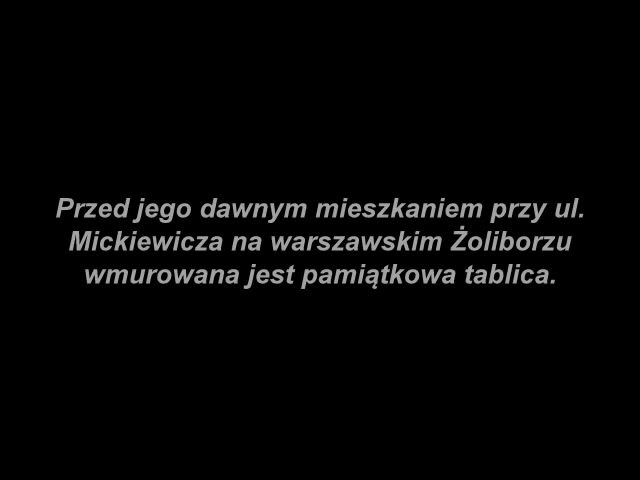 Przed jego dawnym mieszkaniem przy ul.
Mickiewicza na warszawskim Żoliborzu
wmurowana jest pamiątkowa tablica.